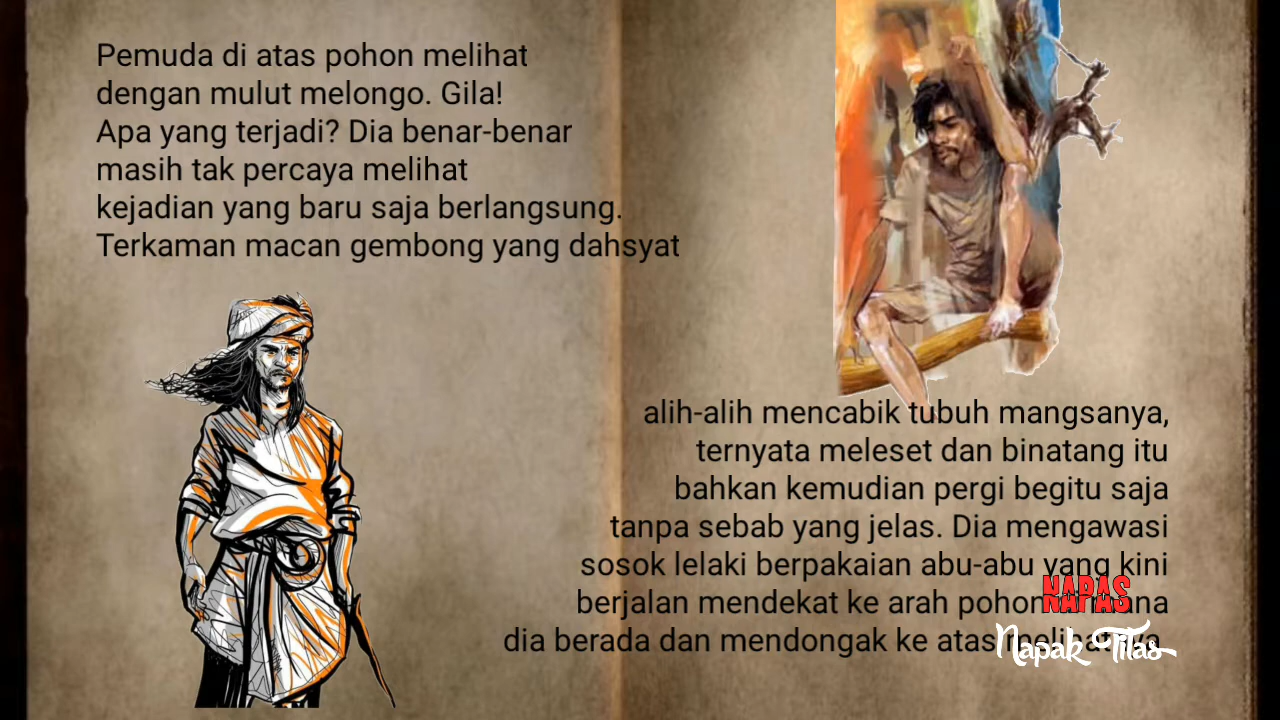 Pemuda di atas pohon melihat
dengan mulut melongo. Gila!
Apa yang terjadi? Dia benar-benar
masih tak percaya melihat
kejadian yang baru saja berlangsung.
Terkaman macan gembong yang dahsyat
alih-alih mencabik tubuh mangsanya,
ternyata meleset dan binatang itu
bahkan kemudian pergi begitu saja
tanpa sebab yang jelas. Dia mengawasi
sosok lelaki berpakaian abu-abu yang kini
berjalan mendekat ke arah pohon
dia berada dan mendongak ke atas
NAPAS
Napak Tilas